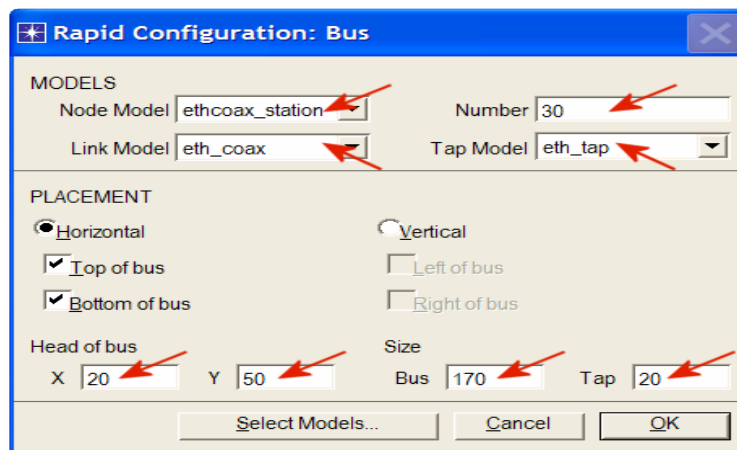 Rapid Configuration: Bus
MODELS
Node Model ethcoax_station Number 30
Link Model eth_coax Tap Model eth_tap
PLACEMENT
Horizontal Vertical
Top of bus Left of bus
Bottom of bus Right of bus
Head of bus Size
X 20 Y 50 Bus 170 Tap 20
Select Models... Cancel OK